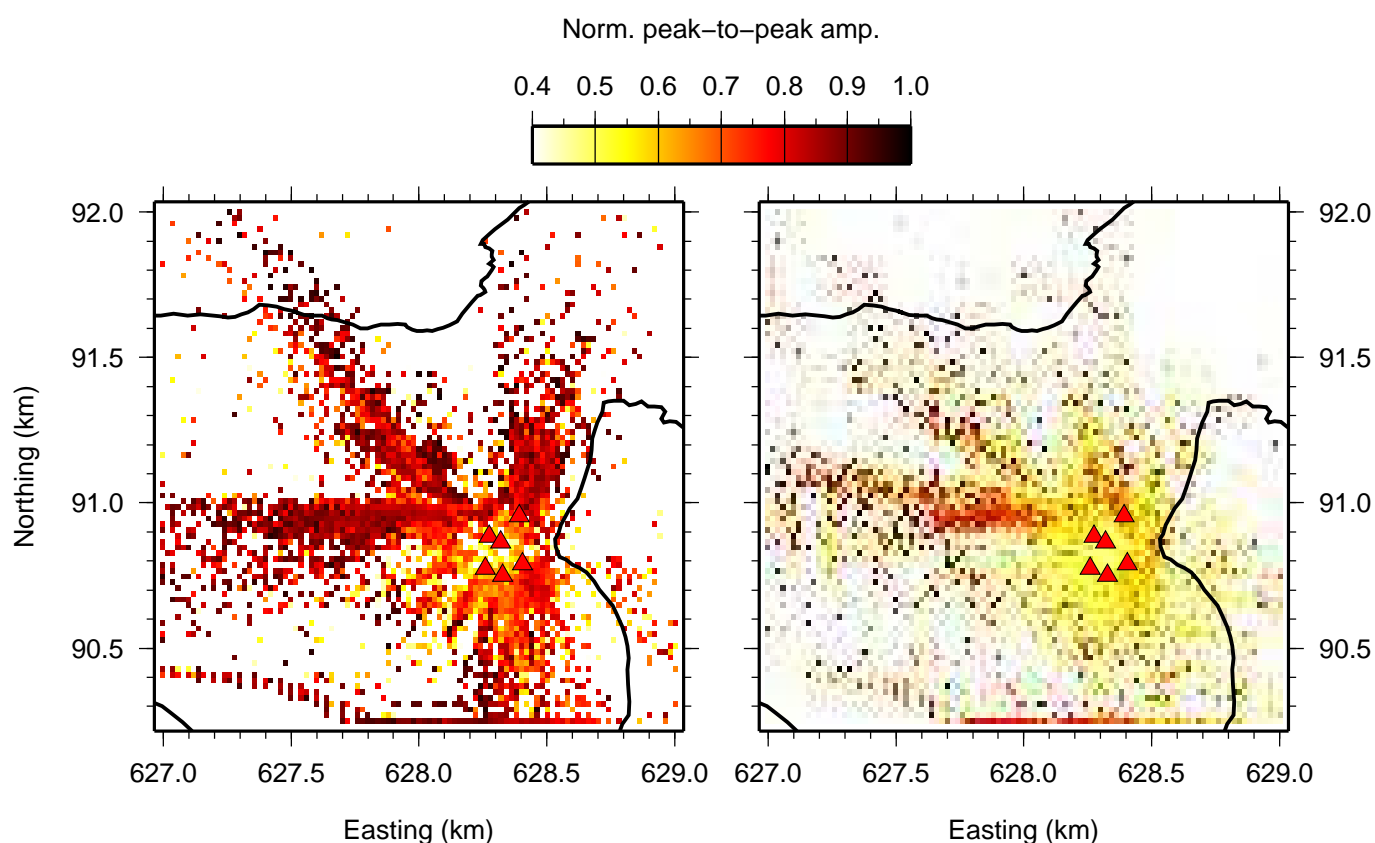 Norm. peak−to−peak amp.
0.4 0.5 0.6 0.7 0.8 0.9 1.0
92.0 92.0
91.5 91.5
91.0 91.0
90.5 90.5
Northing (km)
627.0 627.5 628.0 628.5 629.0 627.0 627.5 628.0 628.5 629.0
Easting (km) Easting (km)